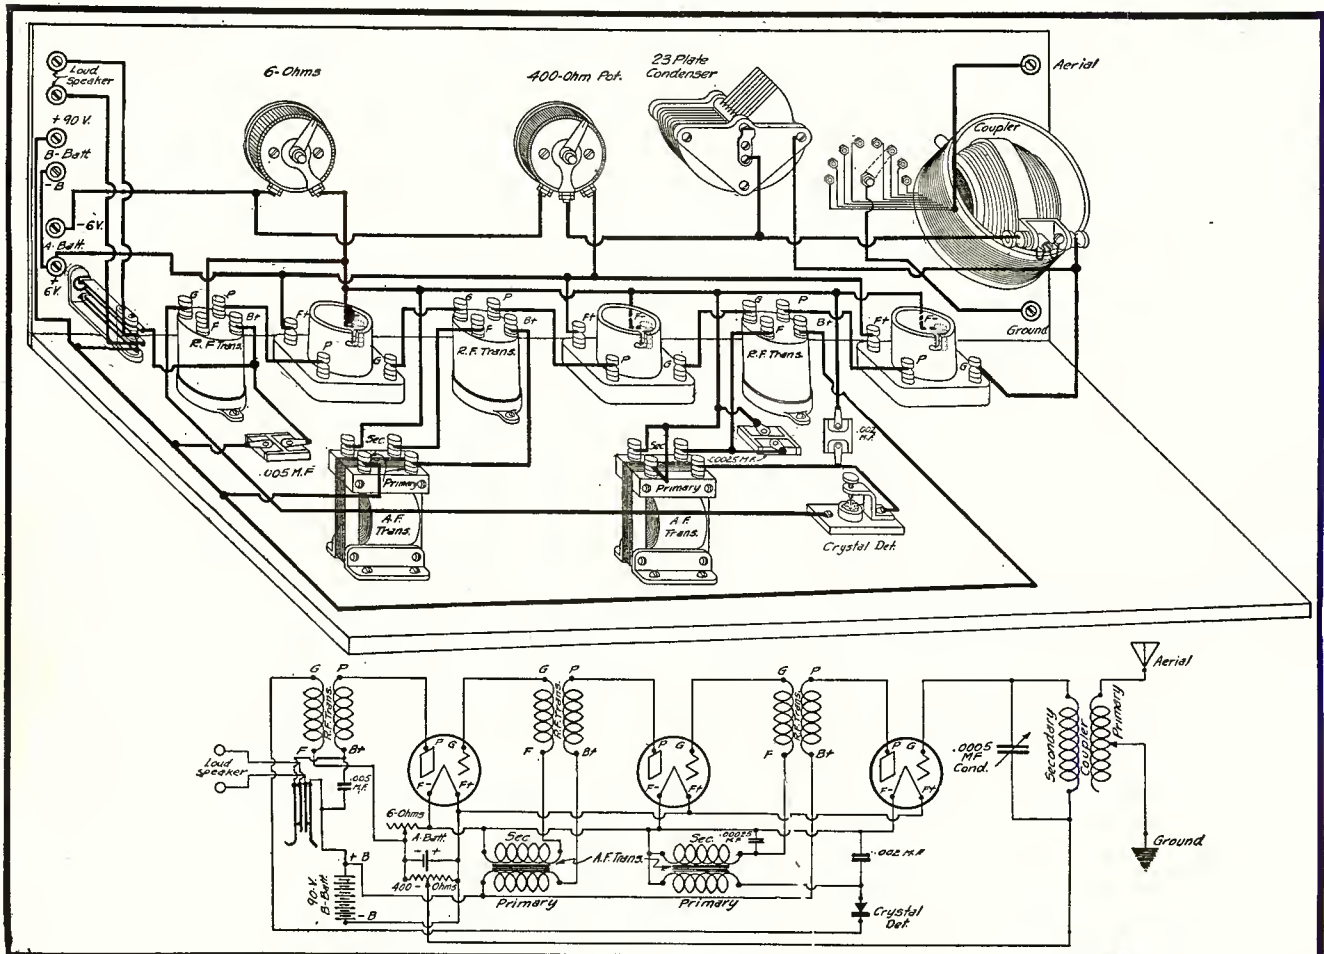 Loud
Speaker
+90 V.
B-Batt
-B
-6V.
A-Batt.
+
6V.
6-Ohms
400-Ohm Pot.
23 Plate
Condenser
Aerial
Coupler
Ground
G
P
F
B+
R.F. Trans.
F+
F-
P
G
G
P
F
B+
R.F. Trans.
F+
F-
P
G
G
P
F
B+
R.F. Trans.
F+
F-
P
G
.005 M.F
Sec.
Primary
A.F.
Trans.
Sec.
.00025 M.F.
Primary
A.F.
Trans.
.002
M.F.
Crystal Det.
G
P
R.F. Trans.
F
B+
G
P
R.F. Trans.
F
B+
G
P
R.F. Trans.
F
B+
Loud
Speaker
.005
M.F.
P
G
F-
F+
P
G
F-
F+
P
G
F-
F+
.0005
MF
Cond.
Secondary
Coupler
Primary
Aerial
Ground
6-Ohms
A-Batt.
- +
400-Ohms
+ B
90-V.
B-Batt
- B
Sec
A.F. Trans.
Primary
Sec.
.00025
M.F.
Primary
.002 M.F.
Crystal
Det.